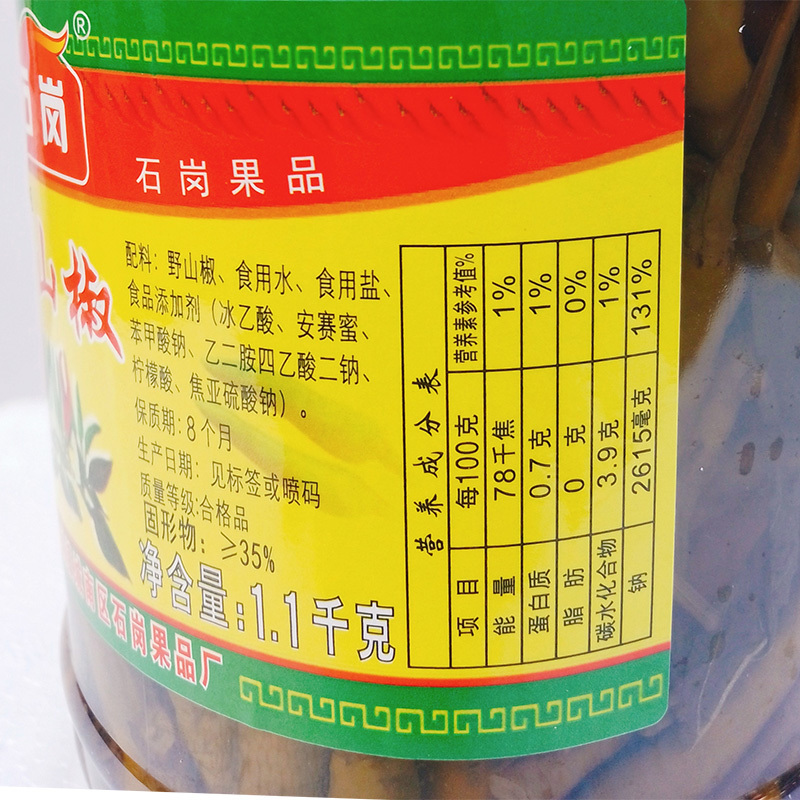 ®
石岗
石岗果品
山椒
配料：野山椒、食用水、食用盐、
食品添加剂（冰乙酸、安赛蜜、
苯甲酸钠、乙二胺四乙酸二钠、
柠檬酸、焦亚硫酸钠）。
保质期：8个月
生产日期：见标签或喷码
质量等级:合格品
固形物：≥35%
净含量:1.1千克
南区石岗果品厂
营养成分表
项目 每100克 营养素参考值%
能量 78千焦 1%
蛋白质 0.7克 1%
脂肪 0克 0%
碳水化合物 3.9克 1%
钠 2615毫克 131%